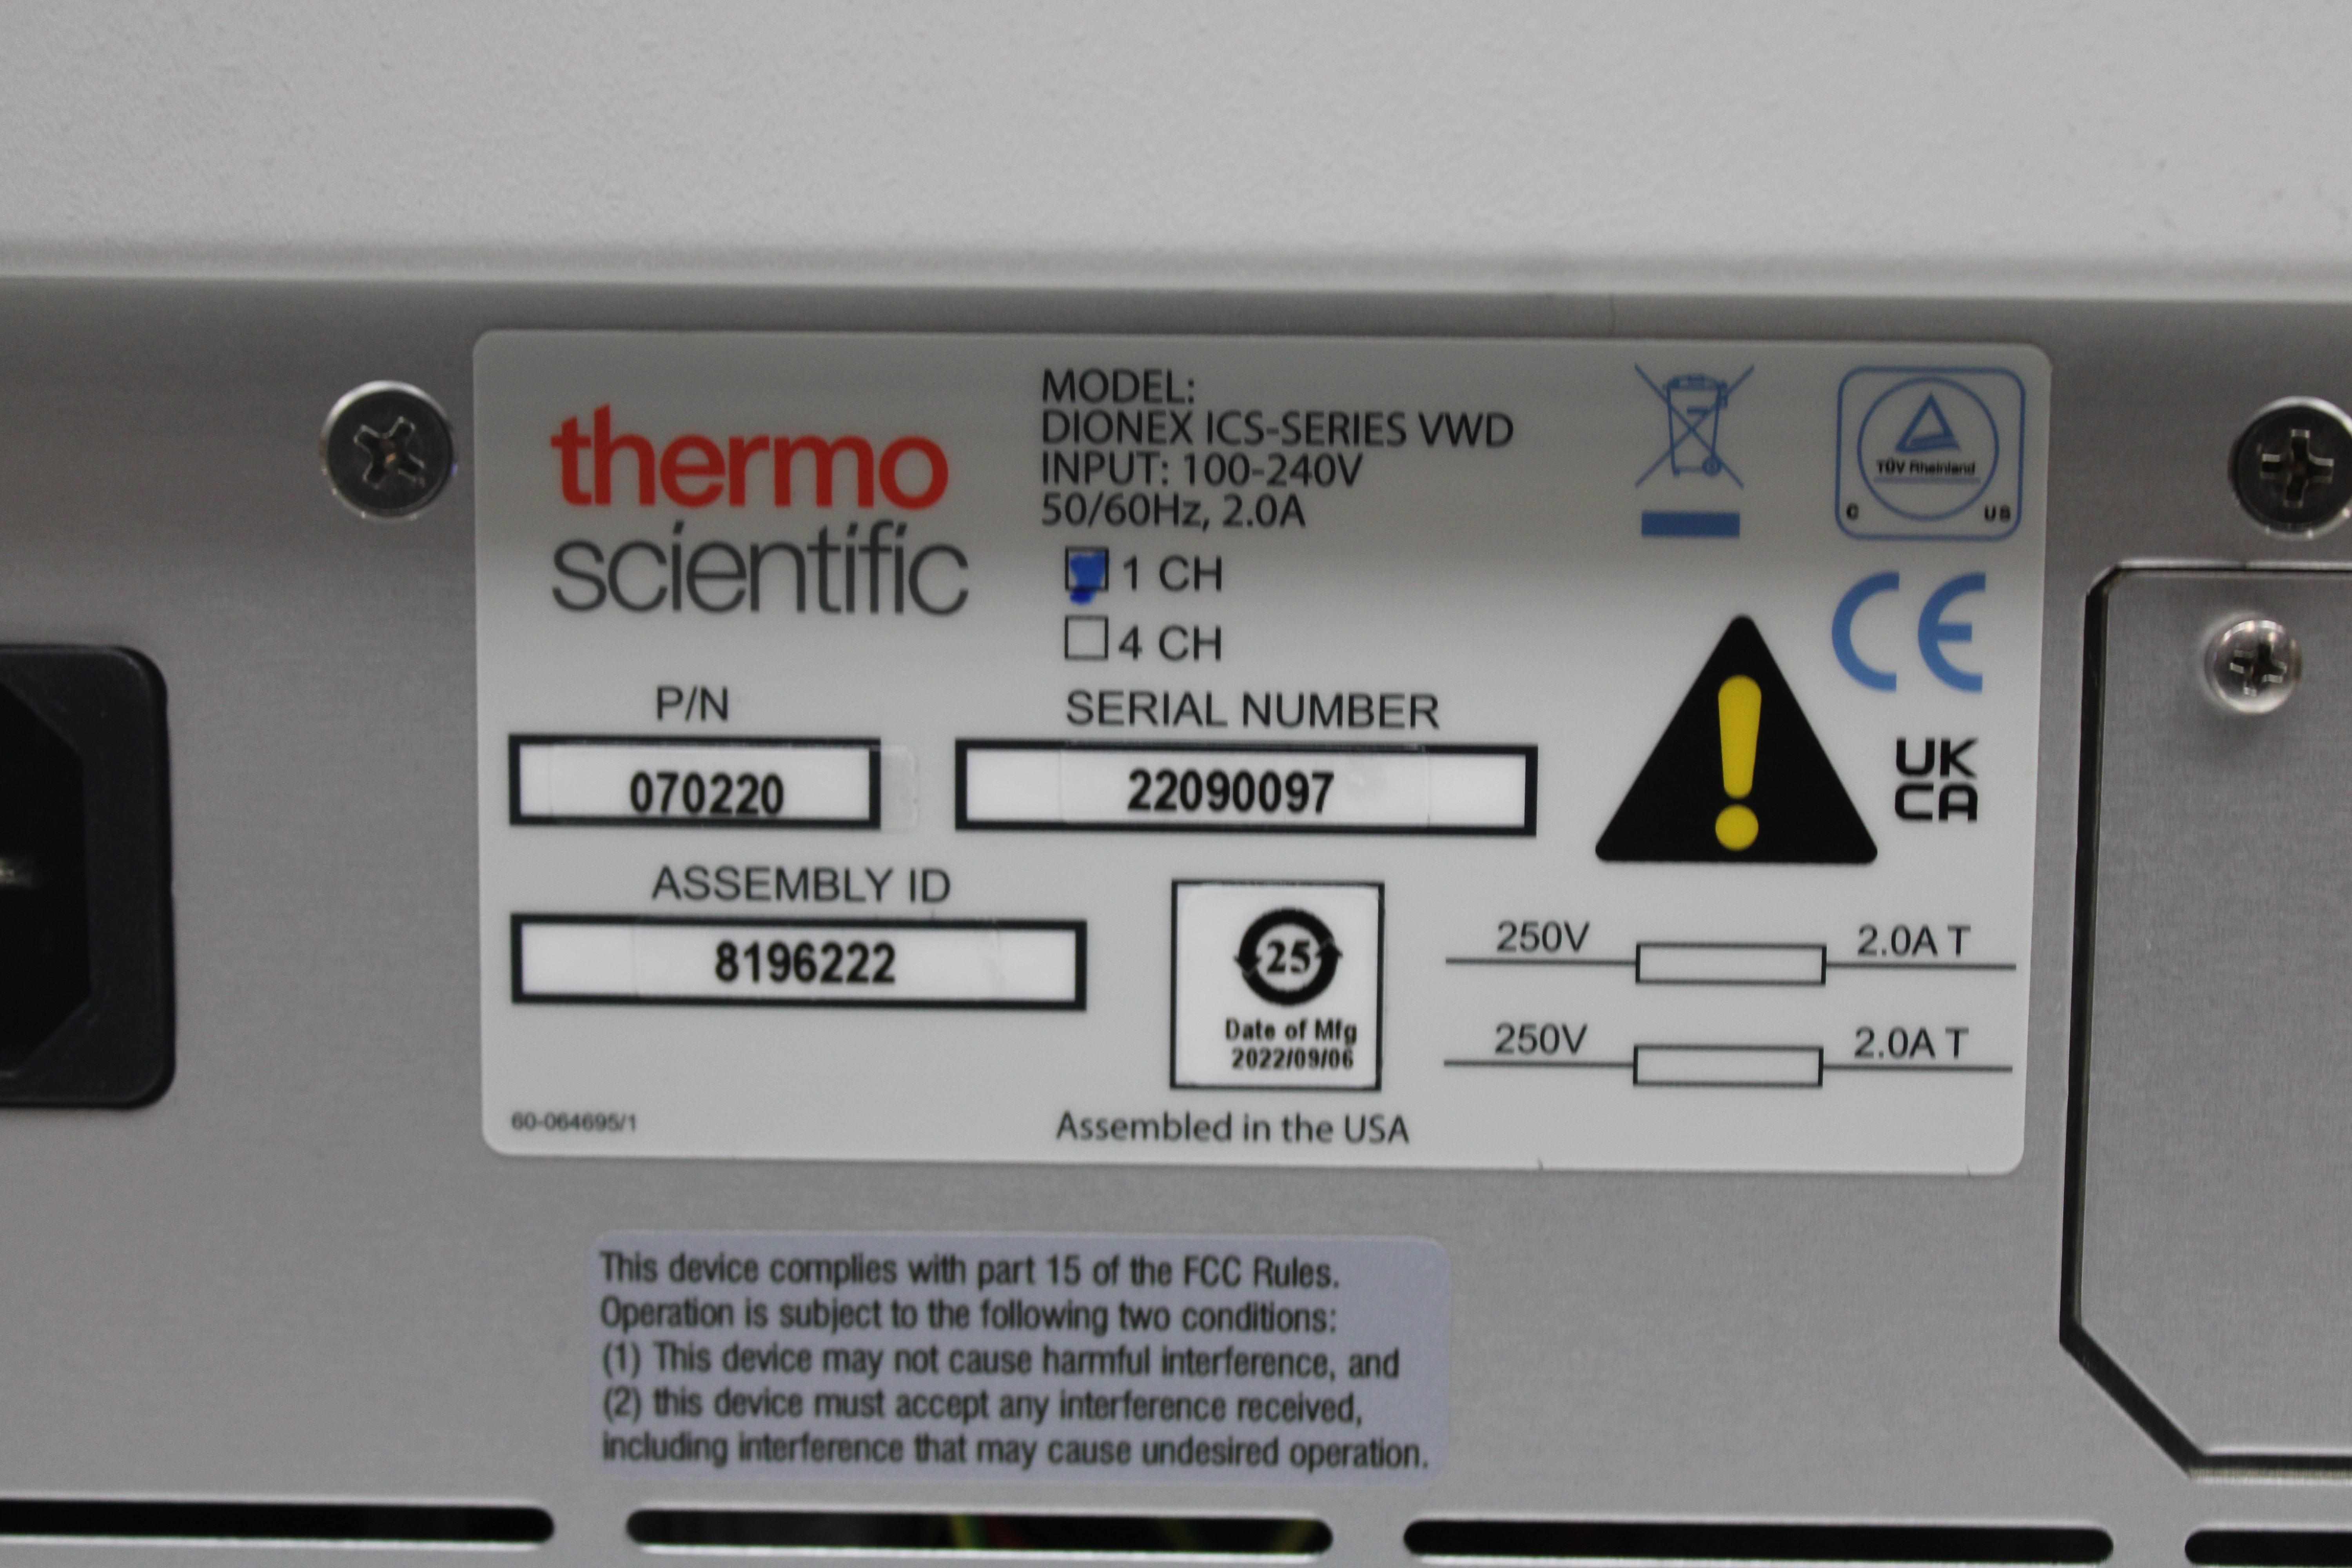 thermo
scientific
MODEL:
DIONEX ICS-SERIES VWD
INPUT: 100-240V
50/60Hz, 2.0A
1 CH
4 CH
TÜV Rheinland
C US
CE
UK
CA
P/N
070220
SERIAL NUMBER
22090097
ASSEMBLY ID
8196222
25
Date of Mfg
2022/09/06
250V 2.0A T
250V 2.0A T
60-064695/1
Assembled in the USA
This device complies with part 15 of the FCC Rules.
Operation is subject to the following two conditions:
(1) This device may not cause harmful interference, and
(2) this device must accept any interference received,
including interference that may cause undesired operation.